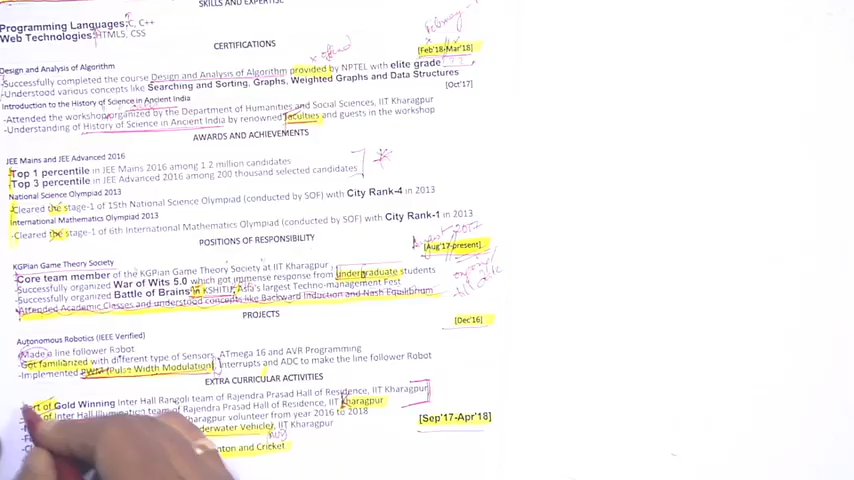 SKILLS AND EXPERTISE
Programming Languages: C, C++
Web Technologies: HTML5, CSS
February -
CERTIFICATIONS
x offered
[Feb'18-Mar'18]
Design and Analysis of Algorithm
-Successfully completed the course Design and Analysis of Algorithm provided by NPTEL with elite grade
-Understood various concepts like Searching and Sorting, Graphs, Weighted Graphs and Data Structures
[Oct'17]
Introduction to the History of Science in Ancient India
-Attended the workshop organized by the Department of Humanities and Social Sciences, IIT Kharagpur
-Understanding of History of Science in Ancient India by renowned faculties and guests in the workshop
AWARDS AND ACHIEVEMENTS
JEE Mains and JEE Advanced 2016
Top 1 percentile in JEE Mains 2016 among 1.2 million candidates
Top 3 percentile in JEE Advanced 2016 among 200 thousand selected candidates
National Science Olympiad 2013
-Cleared the stage-1 of 15th National Science Olympiad (conducted by SOF) with City Rank-4 in 2013
International Mathematics Olympiad 2013
-Cleared the stage-1 of 6th International Mathematics Olympiad (conducted by SOF) with City Rank-1 in 2013
August 2017
POSITIONS OF RESPONSIBILITY
[Aug'17-present]
KGPian Game Theory Society
-Core team member of the KGPian Game Theory Society at IIT Kharagpur
-Successfully organized War of Wits 5.0 which got immense response from undergraduate students
-Successfully organized Battle of Brains in KSHITIJ, Asia's largest Techno-management Fest
-Attended Academic Classes and understood concepts like Backward Induction and Nash Equilibrium
till date
PROJECTS
[Dec'16]
Autonomous Robotics (IEEE Verified)
-Made a line follower Robot
-Got familiarized with different type of Sensors, ATmega 16 and AVR Programming
-Implemented PWM (Pulse Width Modulation), Interrupts and ADC to make the line follower Robot
EXTRA CURRICULAR ACTIVITIES
of Gold Winning Inter Hall Rangoli team of Rajendra Prasad Hall of Residence, IIT Kharagpur
of Inter Hall Illumination team of Rajendra Prasad Hall of Residence, IIT Kharagpur
Kharagpur volunteer from year 2016 to 2018
[Sep'17-Apr'18]
Underwater Vehicle), IIT Kharagpur
and Cricket